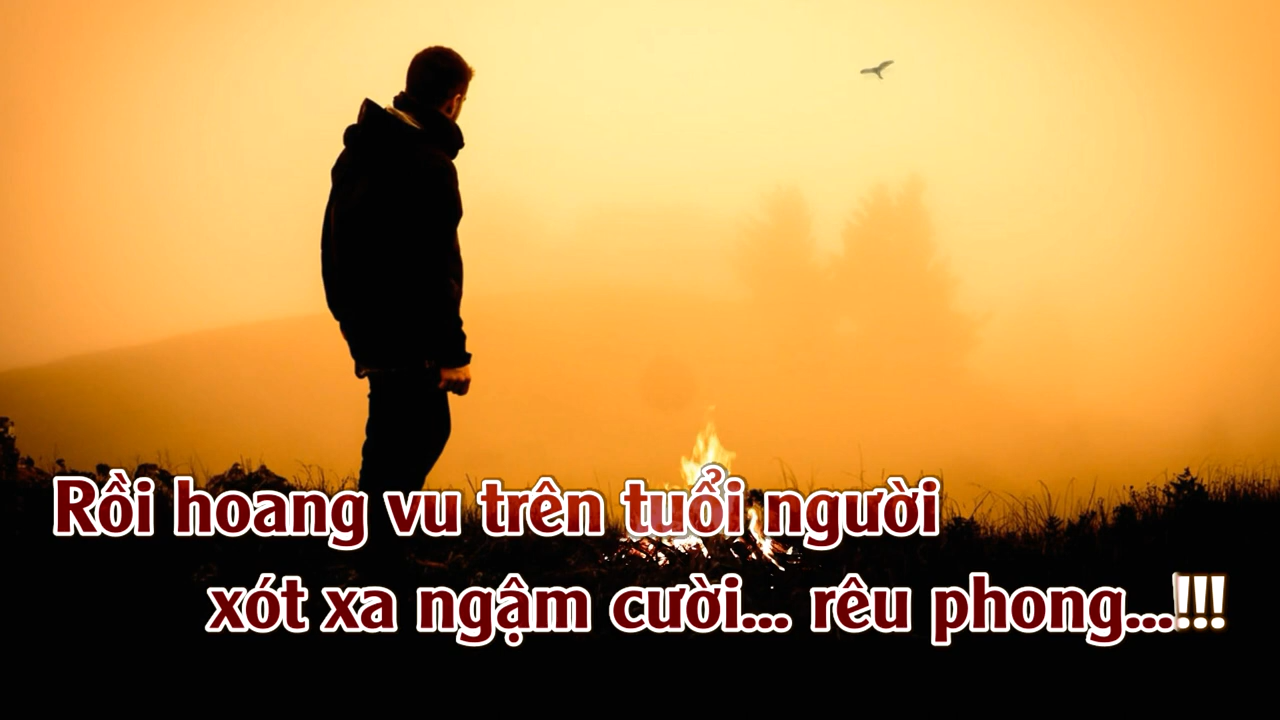 Rồi hoang vu trên tuổi người
xót xa ngậm cười... rêu phong...!!!